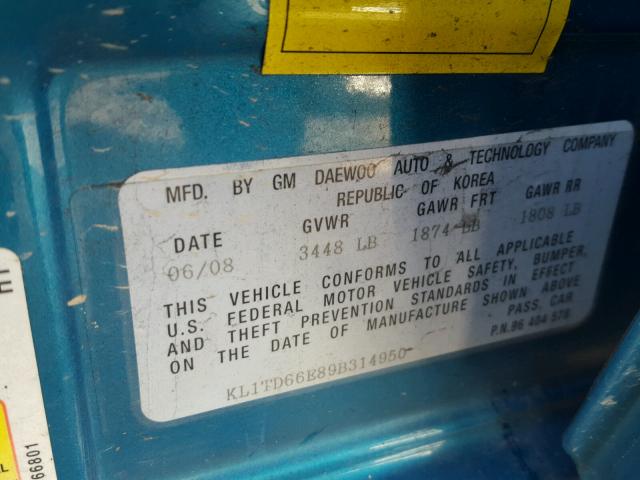 MFD. BY GM DAEWOO AUTO & TECHNOLOGY COMPANY
REPUBLIC OF KOREA
DATE GVWR GAWR FRT GAWR RR
06/08 3448 LB 1874 LB 1808 LB
THIS VEHICLE CONFORMS TO ALL APPLICABLE
U.S. FEDERAL MOTOR VEHICLE SAFETY, BUMPER,
AND THEFT PREVENTION STANDARDS IN EFFECT
ON THE DATE OF MANUFACTURE SHOWN ABOVE
PASS. CAR
P.N.96 404 578
KL1TD66E89B314950
66801